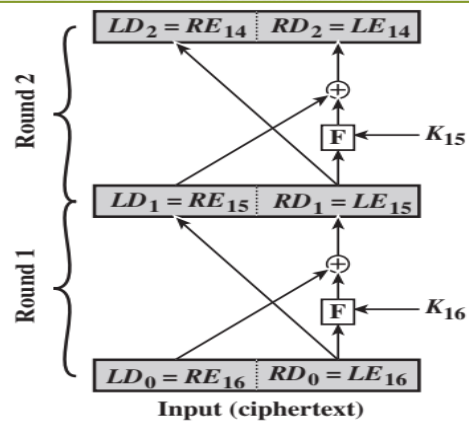 LD₂ = RE₁₄ RD₂ = LE₁₄
Round 2
+
F
K₁₅
LD₁ = RE₁₅ RD₁ = LE₁₅
Round 1
+
F
K₁₆
LD₀ = RE₁₆ RD₀ = LE₁₆
Input (ciphertext)